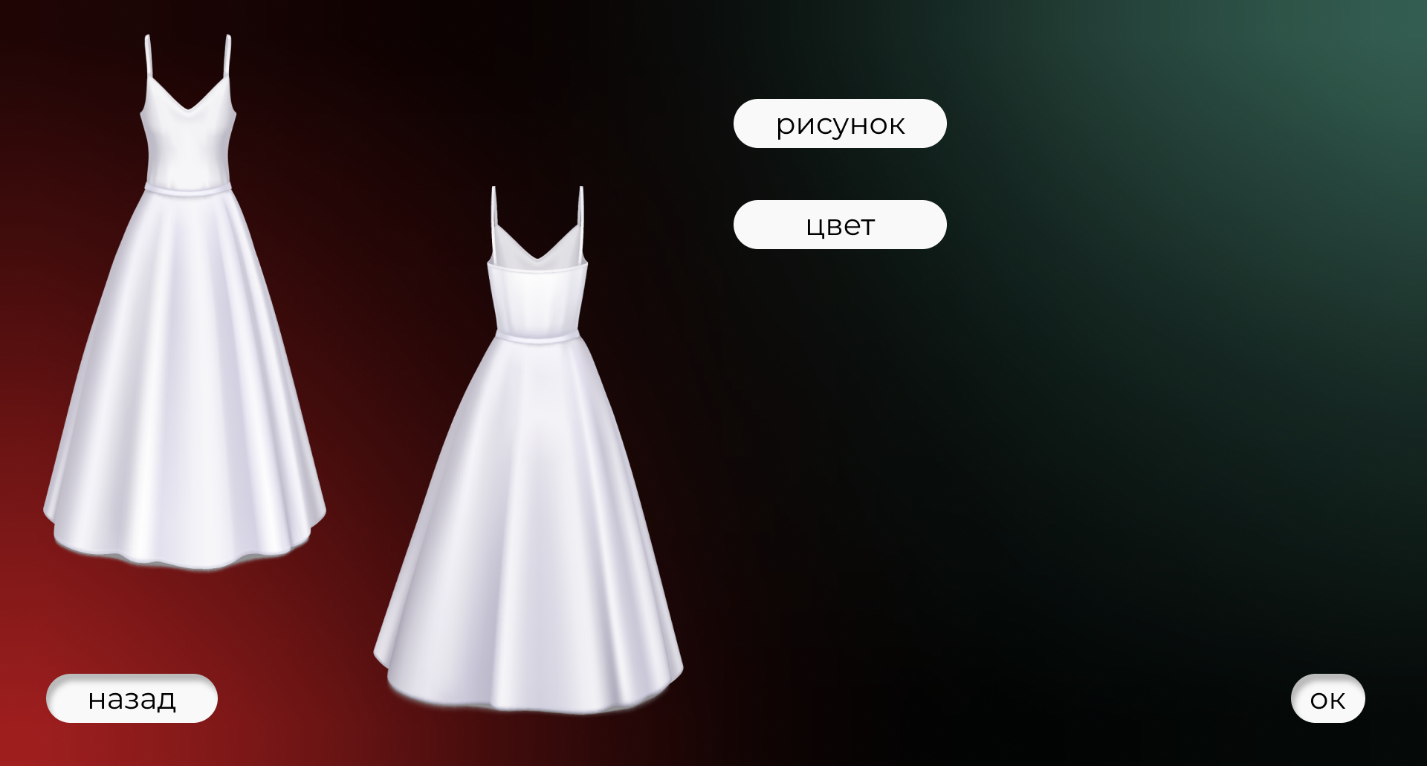 рисунок
цвет
назад
ок